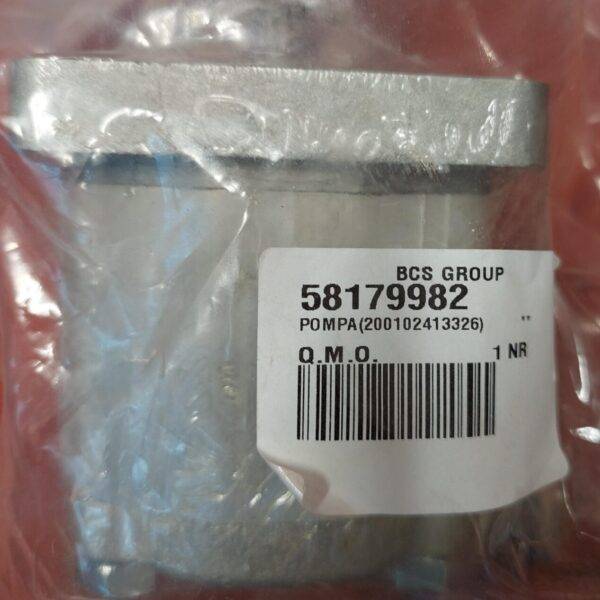 BCS GROUP
58179982
POMPA(200102413326) **
Q.M.O. 1 NR